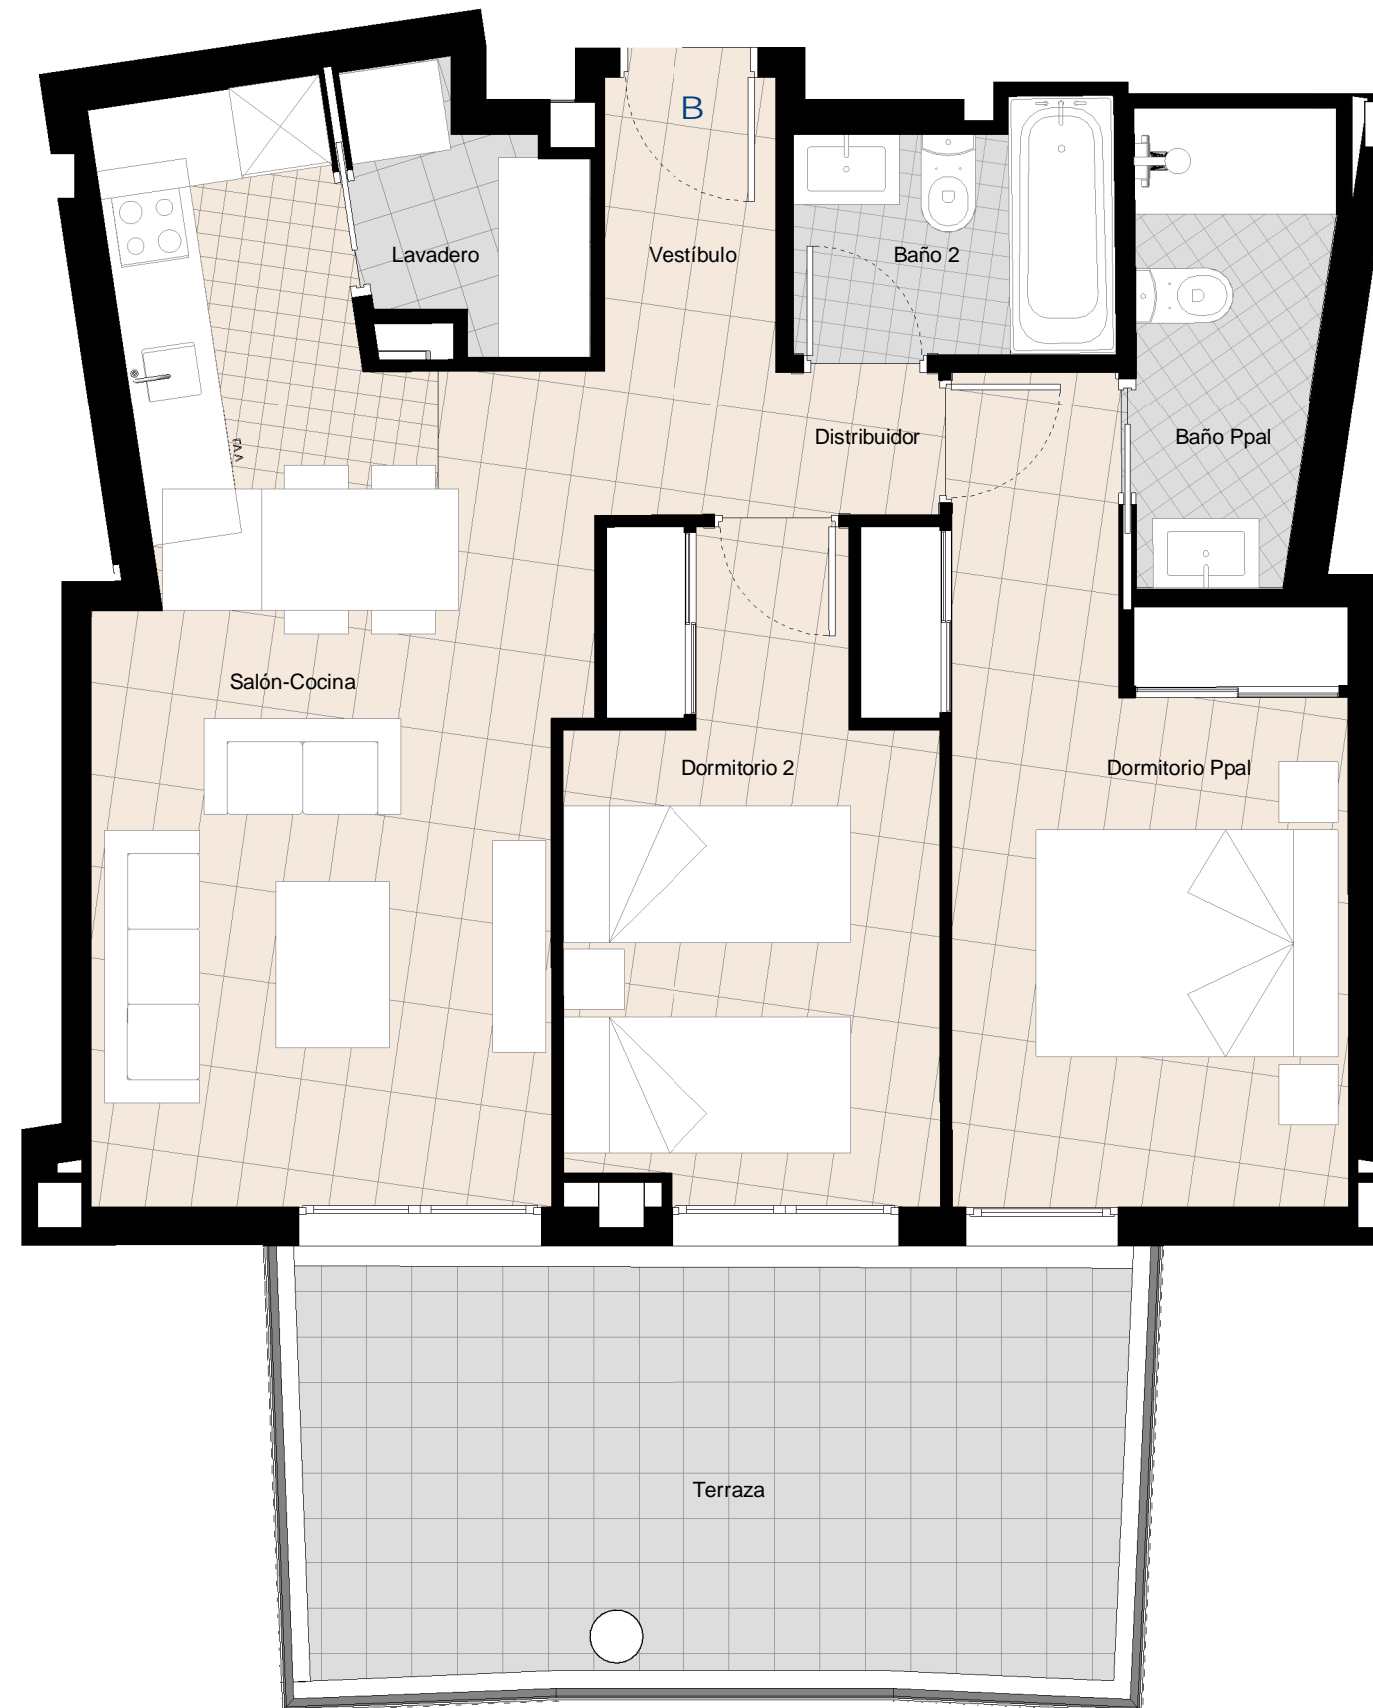 B
Lavadero
Vestíbulo
Baño 2
Distribuidor
Baño Ppal
Salón-Cocina
Dormitorio 2
Dormitorio Ppal
Terraza